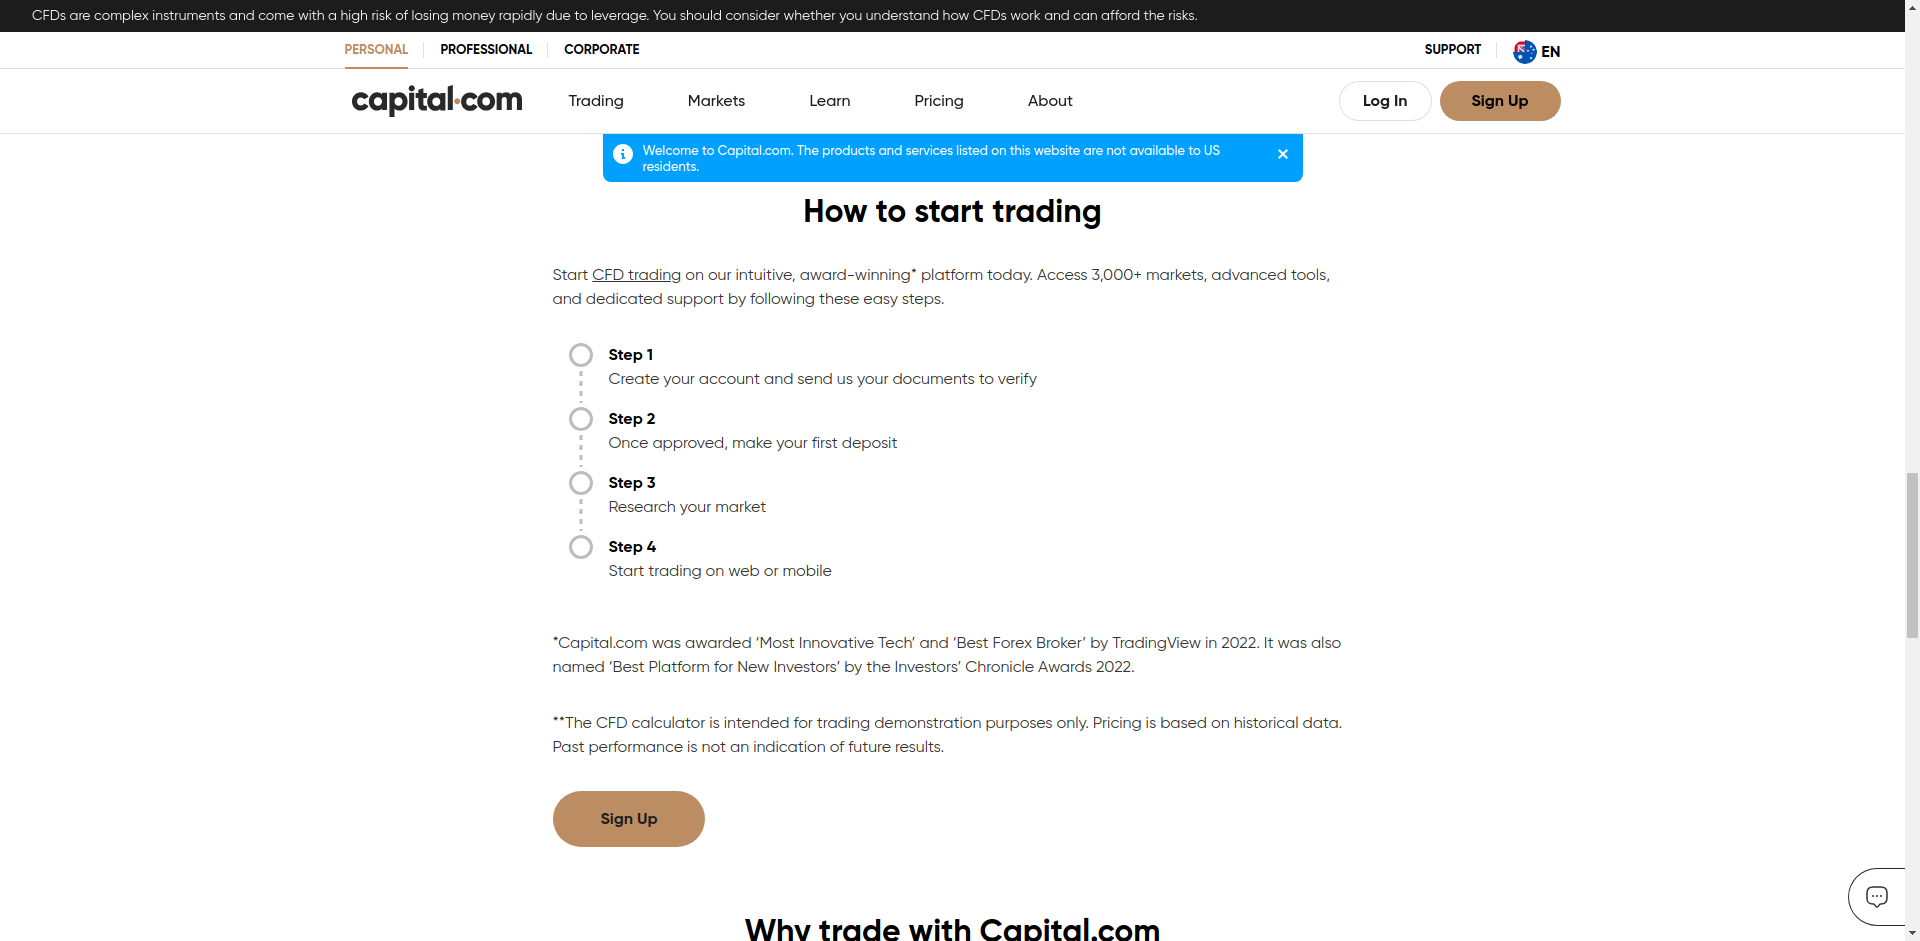 CFDs are complex instruments and come with a high risk of losing money rapidly due to leverage. You should consider whether you understand how CFDs work and can afford the risks.
PERSONAL PROFESSIONAL CORPORATE SUPPORT EN
capital.com Trading Markets Learn Pricing About Log In Sign Up
Welcome to Capital.com. The products and services listed on this website are not available to US
residents.
How to start trading
Start CFD trading on our intuitive, award-winning* platform today. Access 3,000+ markets, advanced tools,
and dedicated support by following these easy steps.
Step 1
Create your account and send us your documents to verify
Step 2
Once approved, make your first deposit
Step 3
Research your market
Step 4
Start trading on web or mobile
*Capital.com was awarded ‘Most Innovative Tech’ and ‘Best Forex Broker’ by TradingView in 2022. It was also
named ‘Best Platform for New Investors’ by the Investors’ Chronicle Awards 2022.
**The CFD calculator is intended for trading demonstration purposes only. Pricing is based on historical data.
Past performance is not an indication of future results.
Sign Up
Why trade with Capital.com